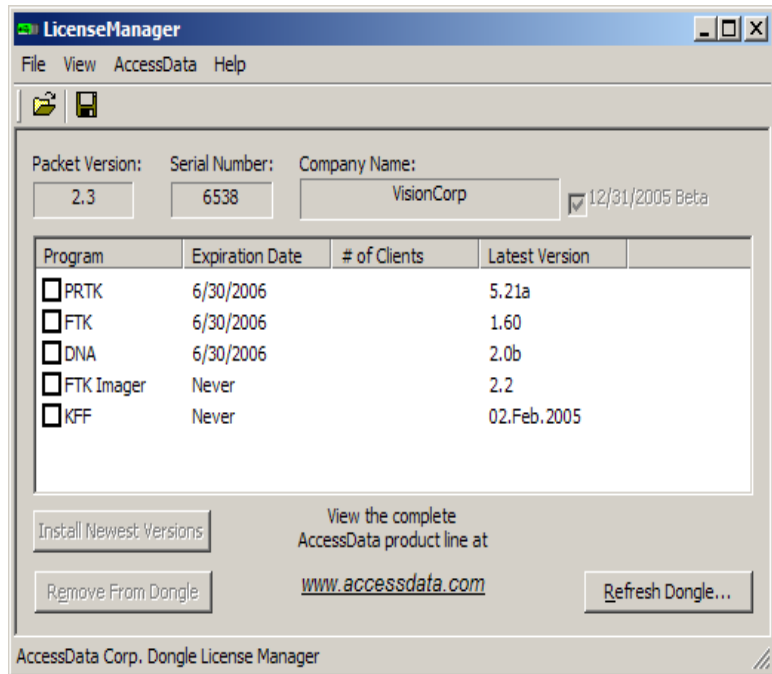 LicenseManager
File View AccessData Help
Packet Version: Serial Number: Company Name:
2.3 6538 VisionCorp 12/31/2005 Beta
Program Expiration Date # of Clients Latest Version
PRTK 6/30/2006 5.21a
FTK 6/30/2006 1.60
DNA 6/30/2006 2.0b
FTK Imager Never 2.2
KFF Never 02.Feb.2005
Install Newest Versions
View the complete
AccessData product line at
Remove From Dongle www.accessdata.com Refresh Dongle...
AccessData Corp. Dongle License Manager